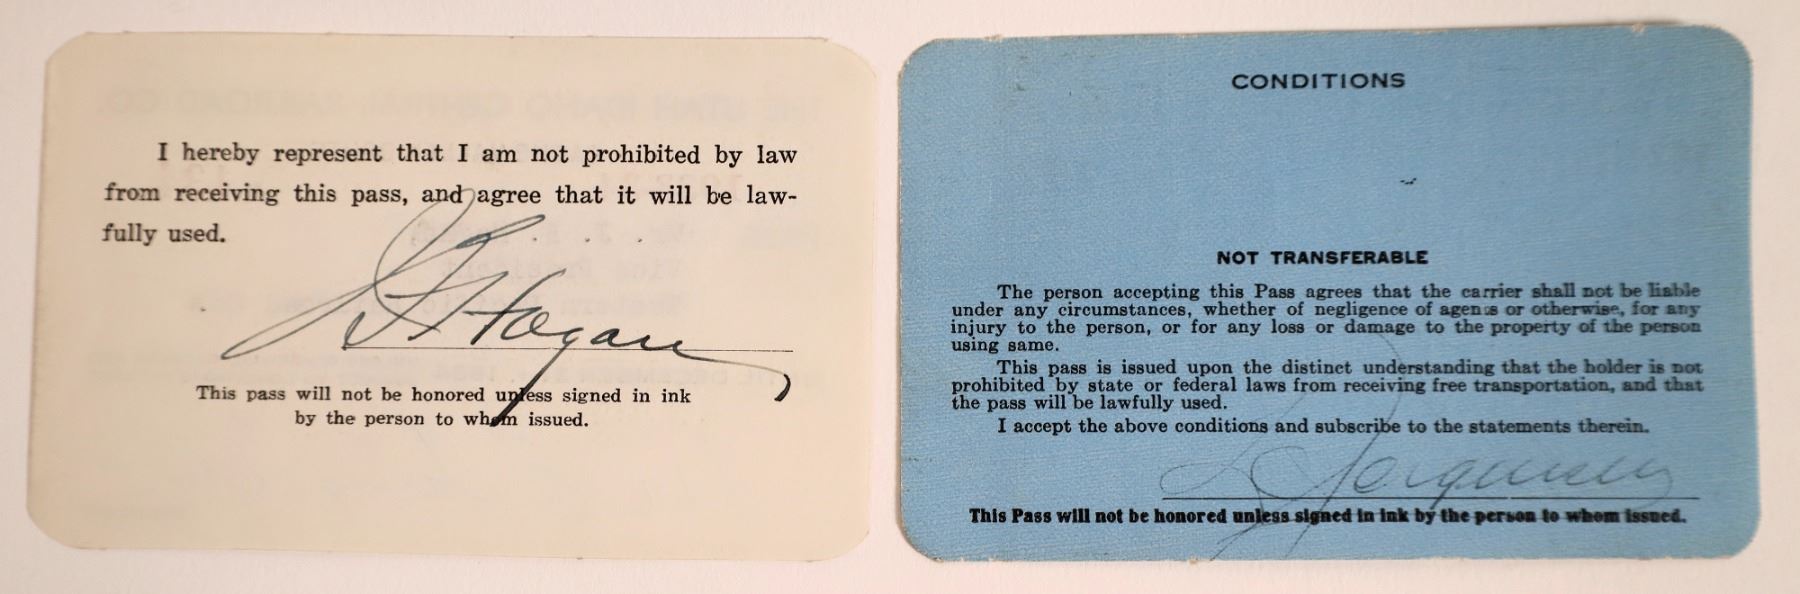 I hereby represent that I am not prohibited by law
from receiving this pass, and agree that it will be law-
fully used.
Hogan
This pass will not be honored unless signed in ink
by the person to whom issued.
CONDITIONS
NOT TRANSFERABLE
The person accepting this Pass agrees that the carrier shall not be liable
under any circumstances, whether of negligence of agents or otherwise, for any
injury to the person, or for any loss or damage to the property of the person
using same.
This pass is issued upon the distinct understanding that the holder is not
prohibited by state or federal laws from receiving free transportation, and that
the pass will be lawfully used.
I accept the above conditions and subscribe to the statements therein.
This Pass will not be honored unless signed in ink by the person to whom issued.